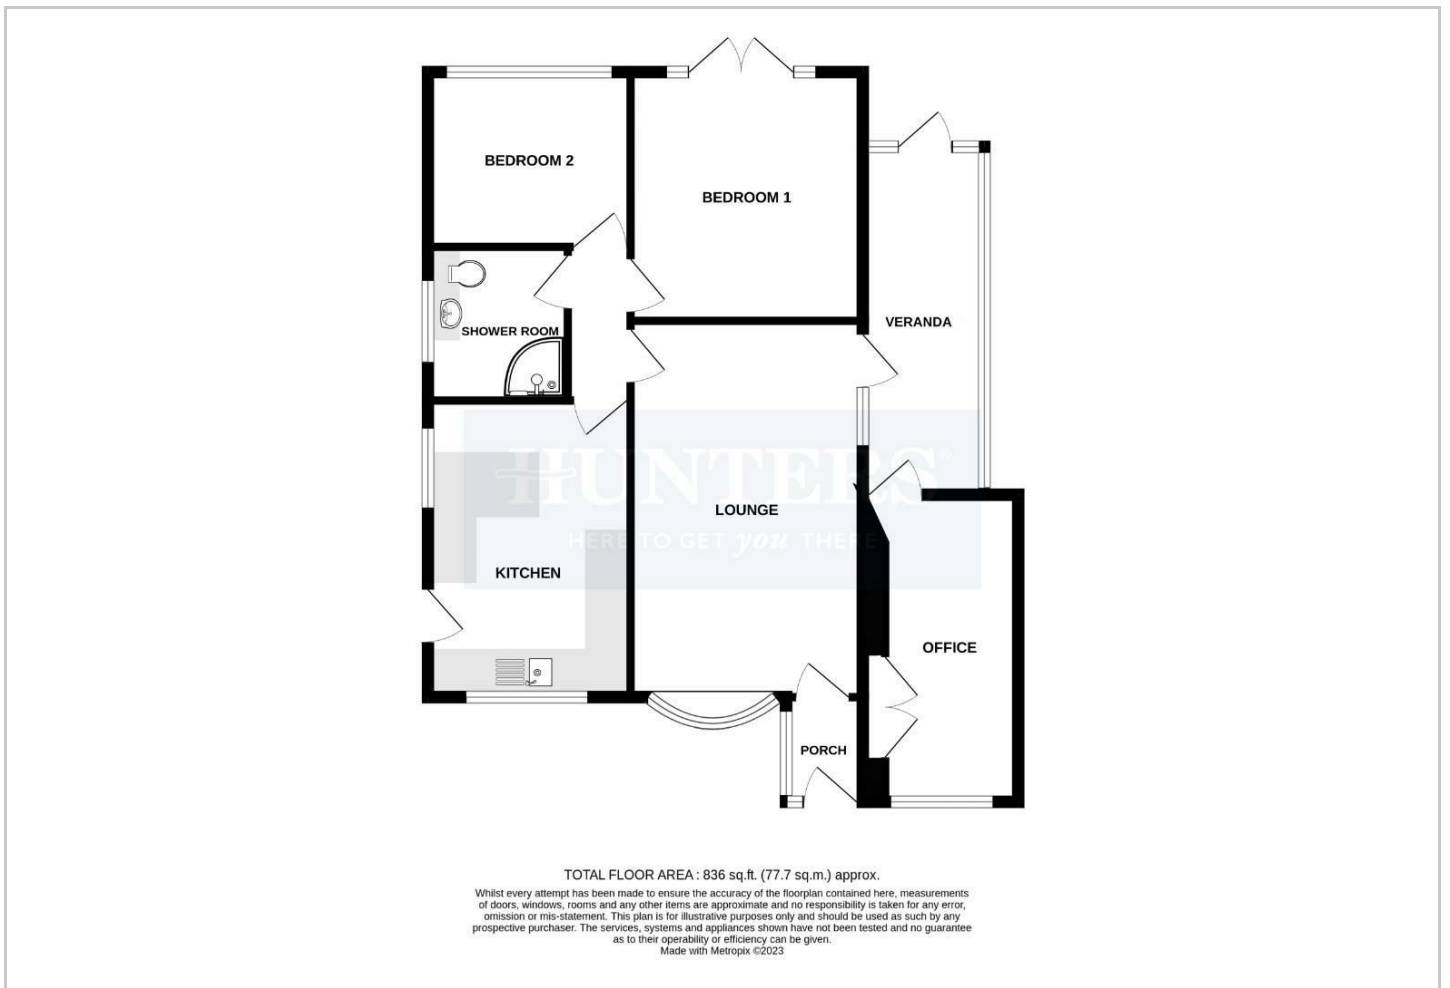 BEDROOM 2
BEDROOM 1
VERANDA
SHOWER ROOM
HUNTERS®
LOUNGE
HERE TO GET you THERE
KITCHEN
OFFICE
PORCH
TOTAL FLOOR AREA : 836 sq.ft. (77.7 sq.m.) approx.
Whilst every attempt has been made to ensure the accuracy of the floorplan contained here, measurements
of doors, windows, rooms and any other items are approximate and no responsibility is taken for any error,
omission or mis-statement. This plan is for illustrative purposes only and should be used as such by any
prospective purchaser. The services, systems and appliances shown have not been tested and no guarantee
as to their operability or efficiency can be given.
Made with Metropix ©2023